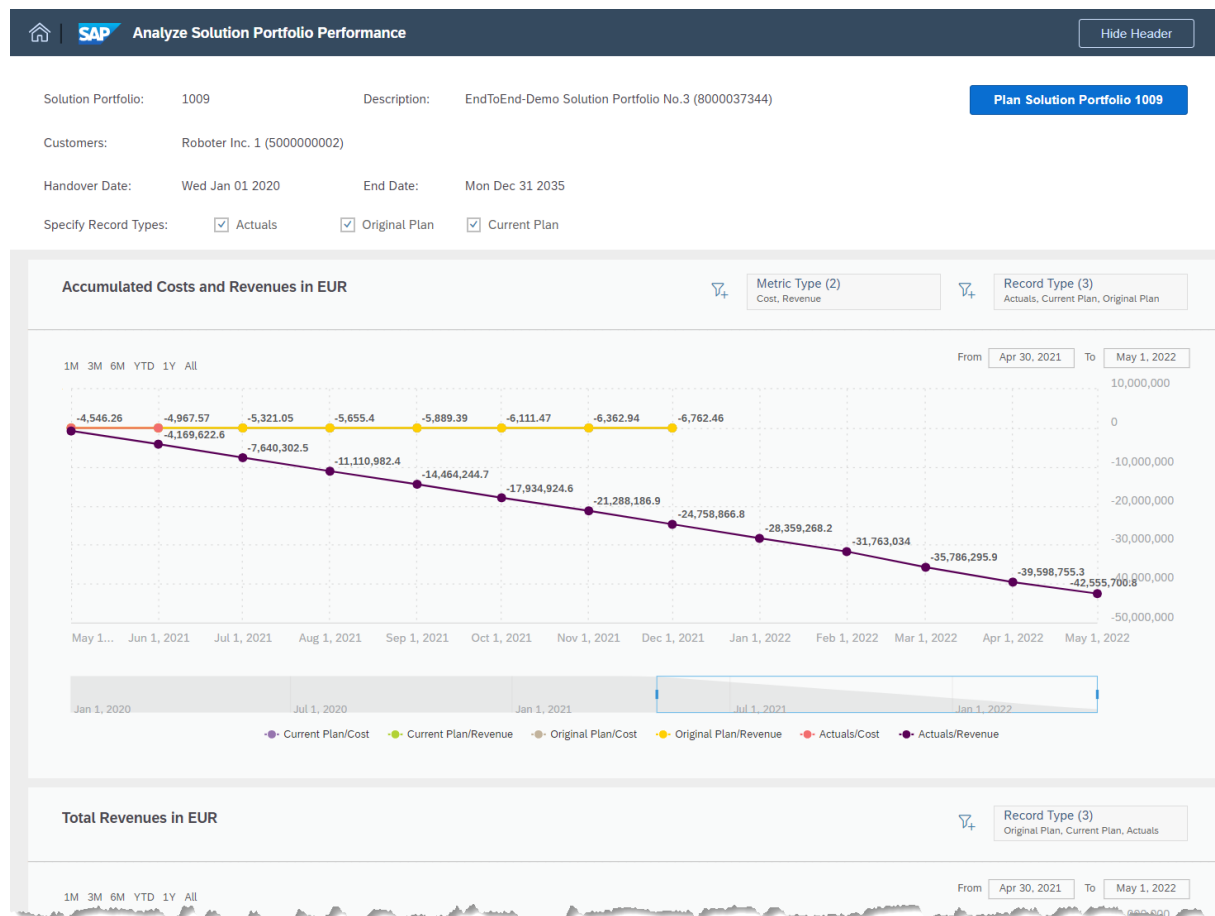 SAP Analyze Solution Portfolio Performance Hide Header
Solution Portfolio: 1009 Description: EndToEnd-Demo Solution Portfolio No.3 (8000037344) Plan Solution Portfolio 1009
Customers: Roboter Inc. 1 (5000000002)
Handover Date: Wed Jan 01 2020 End Date: Mon Dec 31 2035
Specify Record Types: Actuals Original Plan Current Plan
Accumulated Costs and Revenues in EUR
Metric Type (2)
Cost, Revenue
Record Type (3)
Actuals, Current Plan, Original Plan
1M 3M 6M YTD 1Y All
From Apr 30, 2021 To May 1, 2022
10,000,000
-4,546.26 -4,967.57 -5,321.05 -5,655.4 -5,889.39 -6,111.47 -6,362.94 -6,762.46
0
-4,169,622.6
-7,640,302.5
-11,110,982.4
-10,000,000
-14,464,244.7
-17,934,924.6
-21,288,186.9
-20,000,000
-24,758,866.8
-28,359,268.2
-30,000,000
-31,763,034
-35,786,295.9
-39,598,755.3
-40,000,000
-42,555,700.8
-50,000,000
May 1... Jun 1, 2021 Jul 1, 2021 Aug 1, 2021 Sep 1, 2021 Oct 1, 2021 Nov 1, 2021 Dec 1, 2021 Jan 1, 2022 Feb 1, 2022 Mar 1, 2022 Apr 1, 2022 May 1, 2022
Jan 1, 2020 Jul 1, 2020 Jan 1, 2021 Jul 1, 2021 Jan 1, 2022
Current Plan/Cost Current Plan/Revenue Original Plan/Cost Original Plan/Revenue Actuals/Cost Actuals/Revenue
Total Revenues in EUR
Record Type (3)
Original Plan, Current Plan, Actuals
1M 3M 6M YTD 1Y All
From Apr 30, 2021 To May 1, 2022